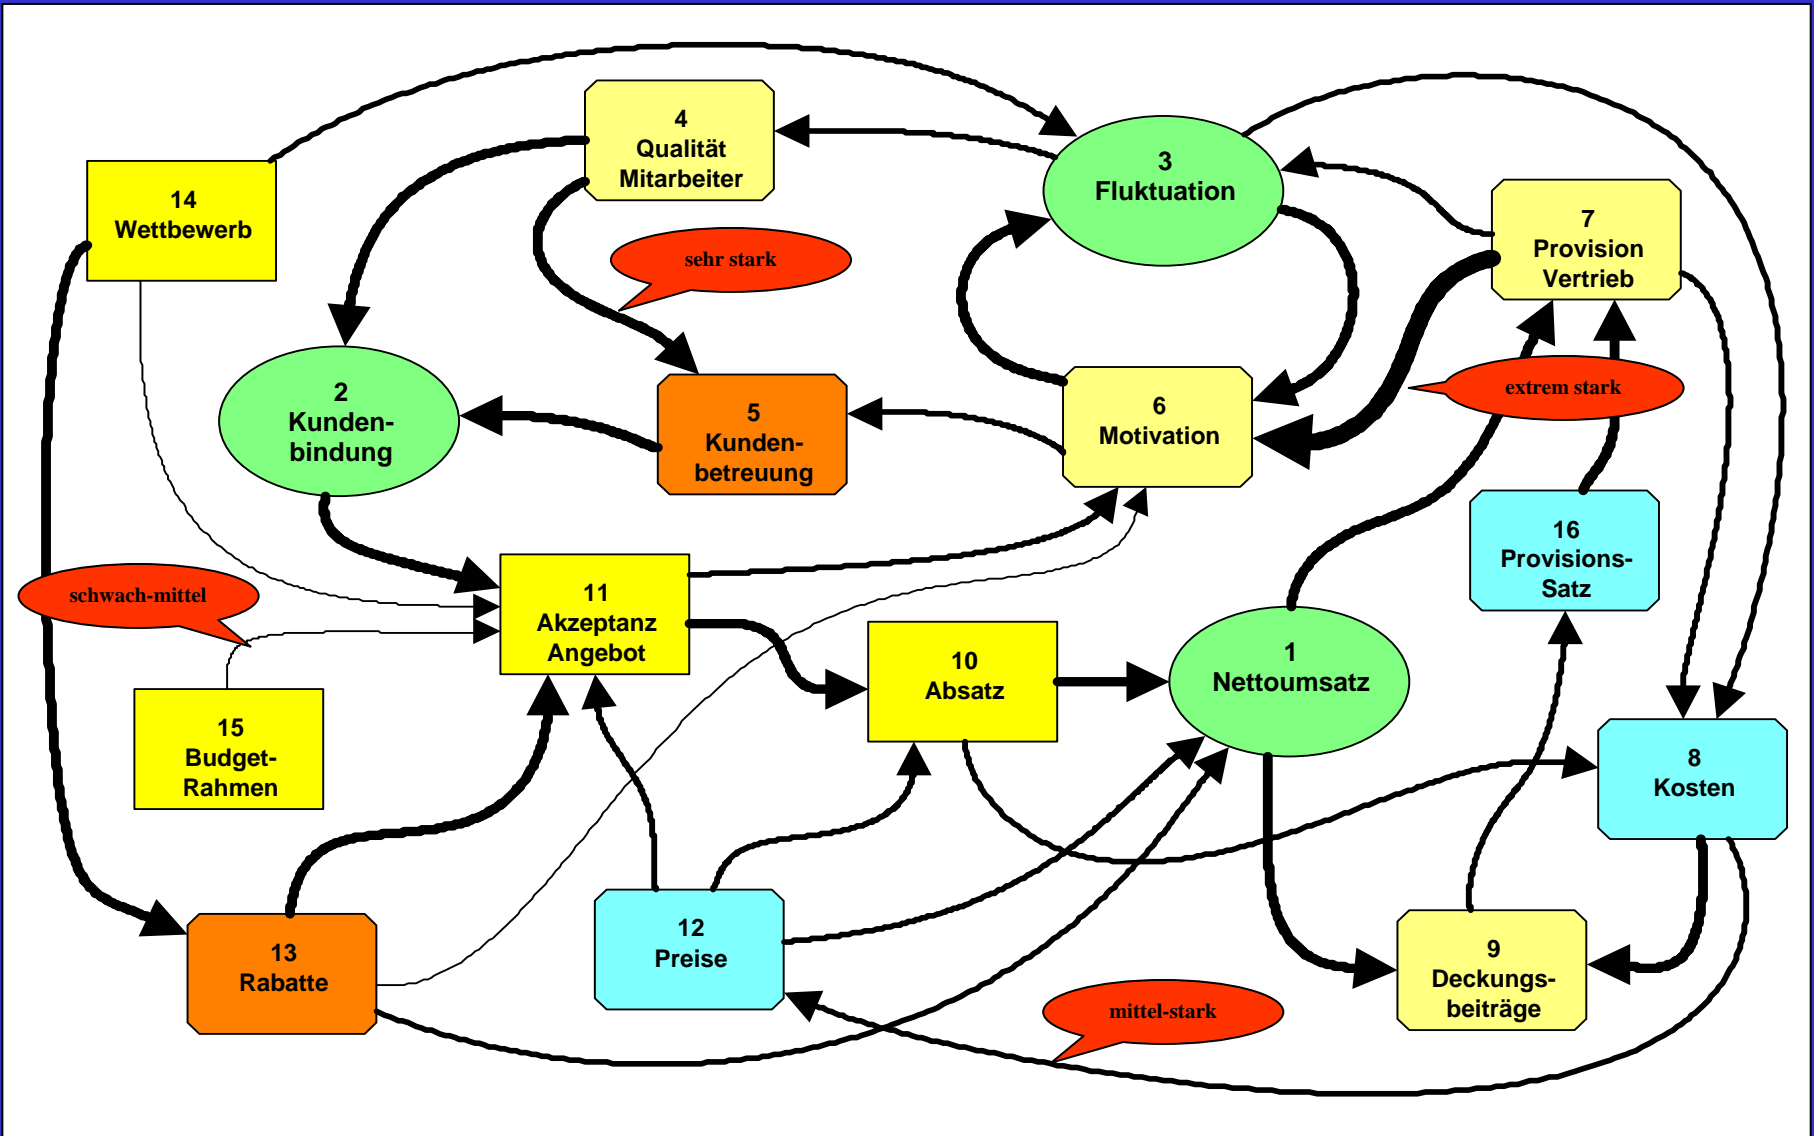 4
Qualität
Mitarbeiter
3
Fluktuation
14
Wettbewerb
7
Provision
Vertrieb
sehr stark
2
Kunden-
bindung
5
Kunden-
betreuung
6
Motivation
extrem stark
16
Provisions-
Satz
schwach-mittel
11
Akzeptanz
Angebot
10
Absatz
1
Nettoumsatz
15
Budget-
Rahmen
8
Kosten
13
Rabatte
12
Preise
9
Deckungs-
beiträge
mittel-stark